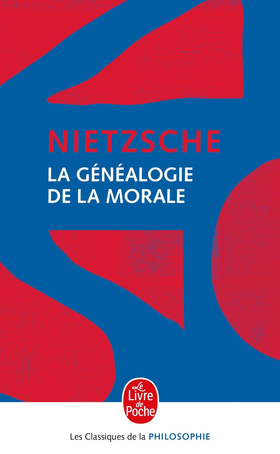 NIETZSCHE
LA GÉNÉALOGIE
DE LA MORALE
Le
Livre
de
Poche
Les Classiques de la PHILOSOPHIE